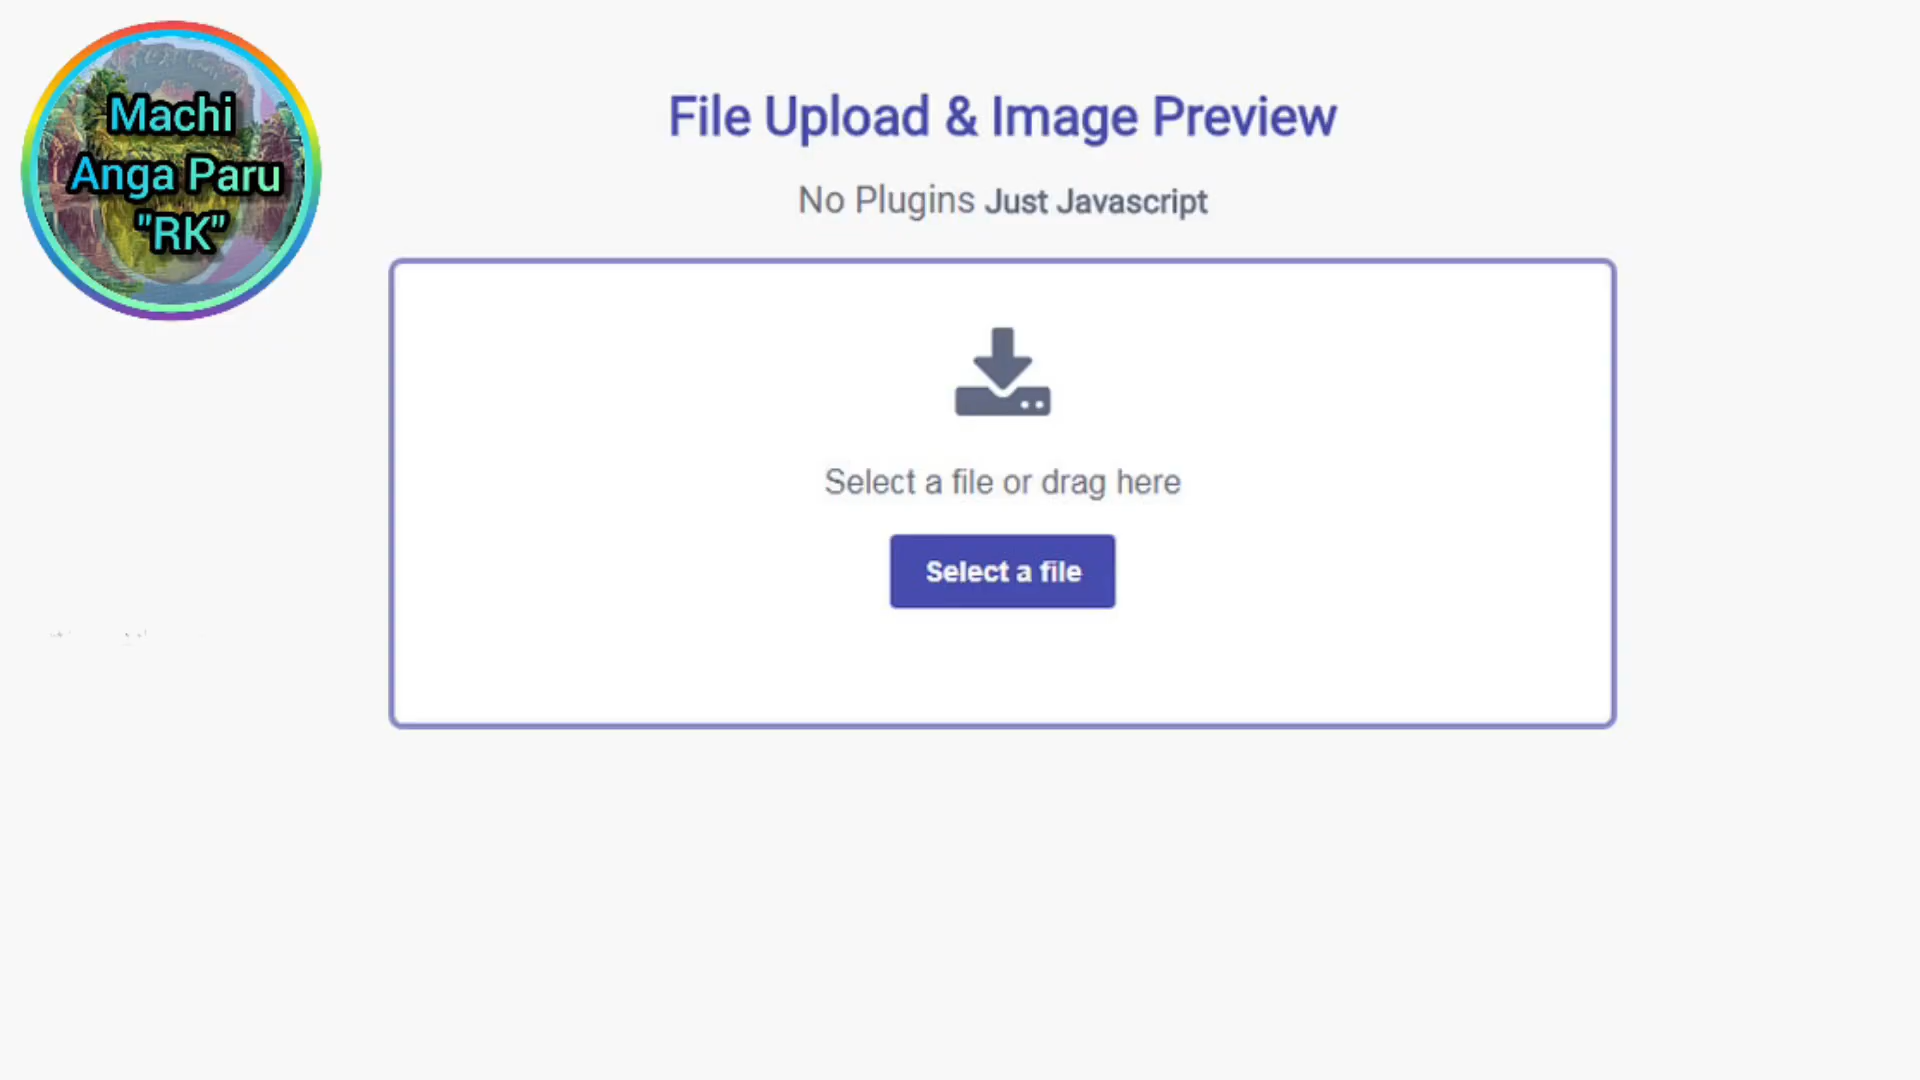 Machi
Anga Paru
"RK"
File Upload & Image Preview
No Plugins Just Javascript
Select a file or drag here
Select a file